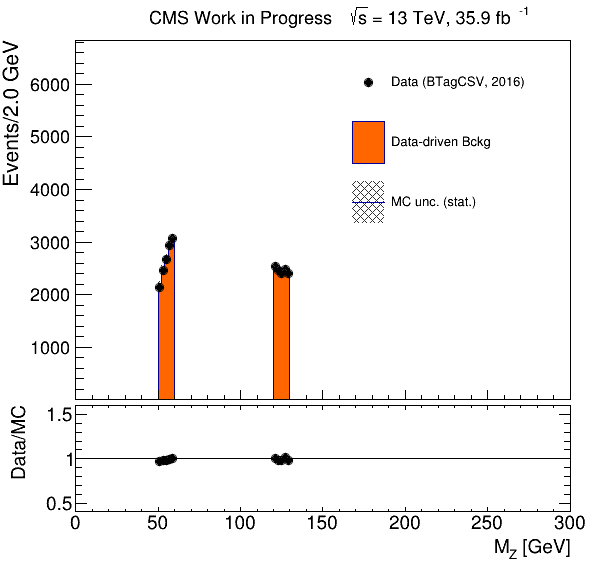 CMS Work in Progress √s = 13 TeV, 35.9 fb⁻¹
Events/2.0 GeV
6000
5000
4000
3000
2000
1000
Data (BTagCSV, 2016)
Data-driven Bckg
MC unc. (stat.)
Data/MC
1.5
1
0.5
0 50 100 150 200 250 300
M_Z [GeV]